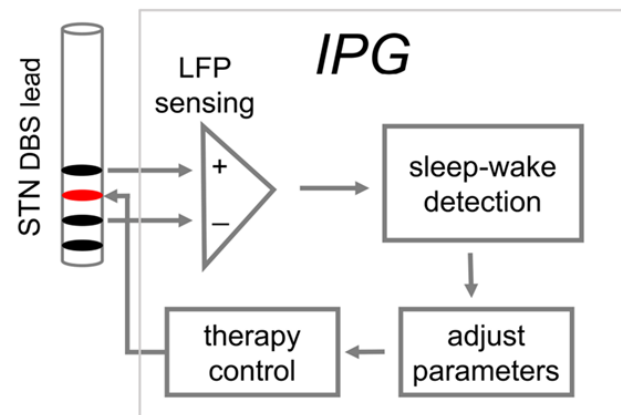 IPG
STN DBS lead
LFP
sensing
+
–
sleep-wake
detection
adjust
parameters
therapy
control